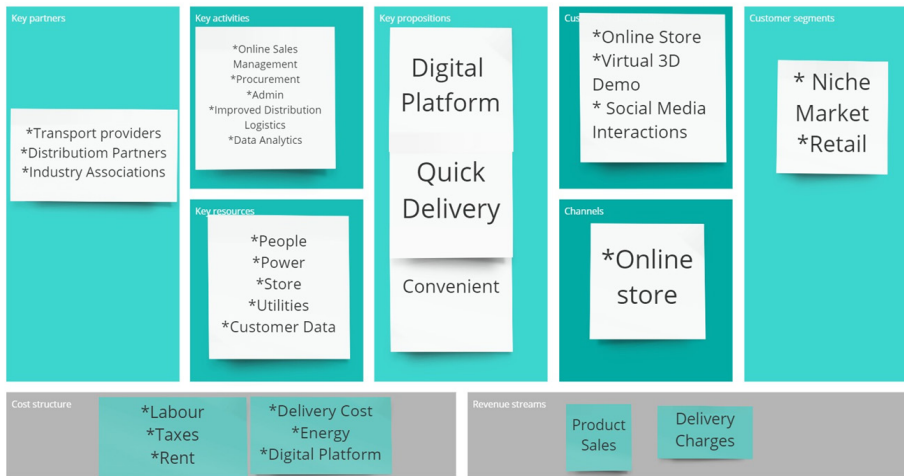 Key partners
*Transport providers
*Distributiom Partners
*Industry Associations
Key activities
*Online Sales
Management
*Procurement
*Admin
*Improved Distribution
Logistics
*Data Analytics
Key resources
*People
*Power
*Store
*Utilities
*Customer Data
Key propositions
Digital
Platform
Quick
Delivery
Convenient
Cus
*Online Store
*Virtual 3D
Demo
* Social Media
Interactions
Channels
*Online
store
Customer segments
* Niche
Market
*Retail
Cost structure
*Labour
*Taxes
*Rent
*Delivery Cost
*Energy
*Digital Platform
Revenue streams
Product
Sales
Delivery
Charges